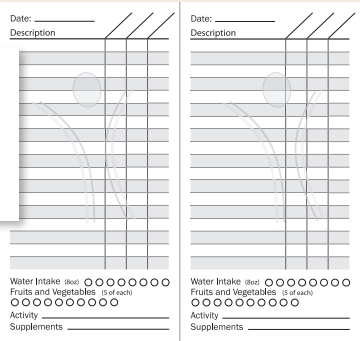 Date:
Description
Water Intake (8oz)
Fruits and Vegetables (5 of each)
Activity
Supplements
Date:
Description
Water Intake (8oz)
Fruits and Vegetables (5 of each)
Activity
Supplements